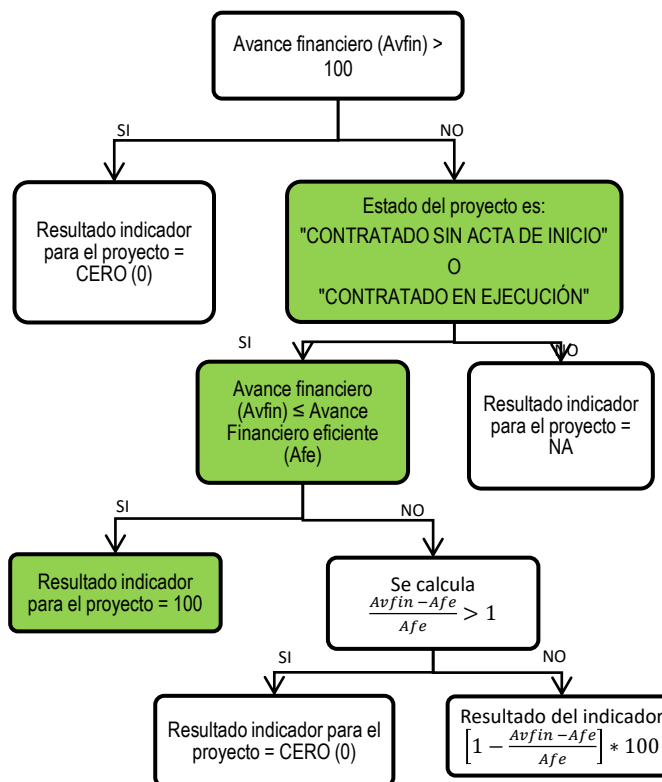 Avance financiero (Avfin) >
100
SI
NO
Resultado indicador
para el proyecto =
CERO (0)
Estado del proyecto es:
"CONTRATADO SIN ACTA DE INICIO"
O
"CONTRATADO EN EJECUCIÓN"
SI
NO
Avance financiero
(Avfin) ≤ Avance
Financiero eficiente
(Afe)
Resultado indicador
para el proyecto =
NA
SI
NO
Resultado indicador
para el proyecto = 100
Se calcula
\frac{Avfin - Afe}{Afe} > 1
SI
NO
Resultado indicador para el
proyecto = CERO (0)
Resultado del indicador
[1 - \frac{Avfin - Afe}{Afe}] * 100